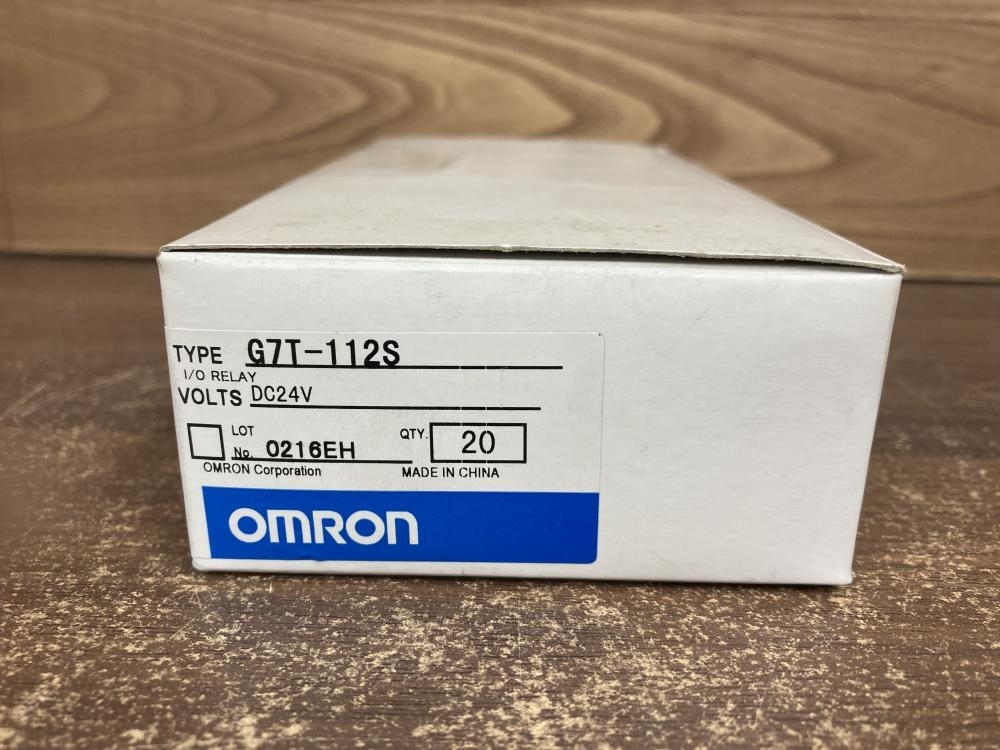 TYPE G7T-112S
I/O RELAY
VOLTS DC24V
LOT
No. 0216EH QTY. 20
OMRON Corporation MADE IN CHINA
OMRON